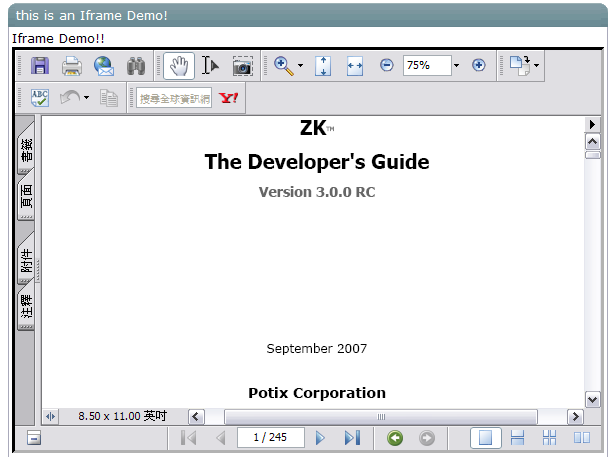 this is an Iframe Demo!
Iframe Demo!!
75%
ABC
搜尋全球資訊網
Y!
書籤
頁面
附件
注釋
ZK™
The Developer's Guide
Version 3.0.0 RC
September 2007
Potix Corporation
8.50 x 11.00 英吋
1 / 245